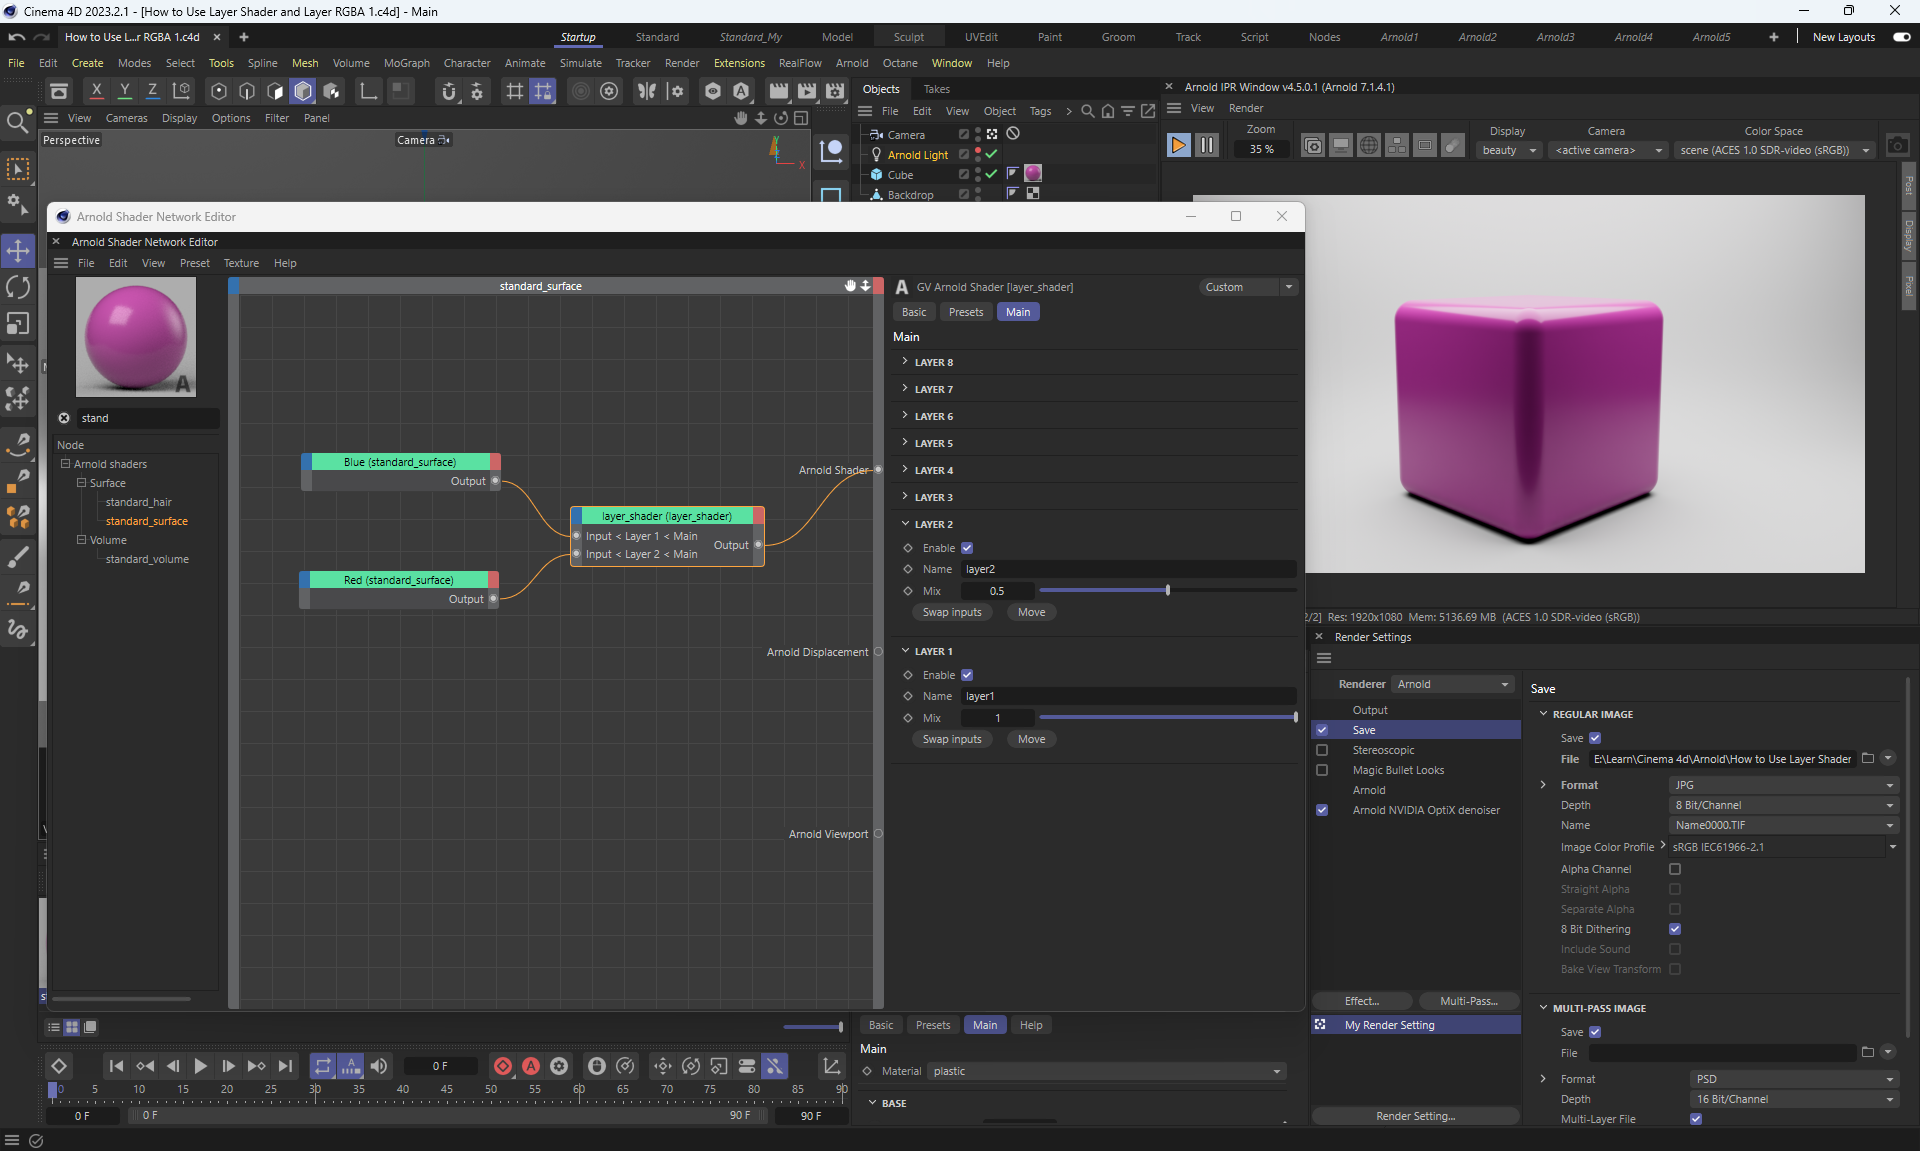 Cinema 4D 2023.2.1 - [How to Use Layer Shader and Layer RGBA 1.c4d] - Main
How to Use L...r RGBA 1.c4d
Startup Standard Standard_My Model Sculpt UVEdit Paint Groom Track Script Nodes Arnold1 Arnold2 Arnold3 Arnold4 Arnold5 New Layouts
File Edit Create Modes Select Tools Spline Mesh Volume MoGraph Character Animate Simulate Tracker Render Extensions RealFlow Arnold Octane Window Help
X Y Z
Objects Takes
File Edit View Object Tags
Camera
Arnold Light
Cube
Backdrop
View Cameras Display Options Filter Panel
Perspective
Camera
X
Arnold IPR Window v4.5.0.1 (Arnold 7.1.4.1)
View Render
Zoom
35 %
Display
beauty
Camera
<active camera>
Color Space
scene (ACES 1.0 SDR-video (sRGB))
Post
Display
Pixel
Arnold Shader Network Editor
Arnold Shader Network Editor
File Edit View Preset Texture Help
A
stand
Node
Arnold shaders
Surface
standard_hair
standard_surface
Volume
standard_volume
standard_surface
Blue (standard_surface)
Output
Red (standard_surface)
Output
layer_shader (layer_shader)
Input < Layer 1 < Main
Input < Layer 2 < Main
Output
Arnold Shader
Arnold Displacement
Arnold Viewport
GV Arnold Shader [layer_shader]
Custom
Basic Presets Main
Main
LAYER 8
LAYER 7
LAYER 6
LAYER 5
LAYER 4
LAYER 3
LAYER 2
Enable
Name layer2
Mix 0.5
Swap inputs Move
LAYER 1
Enable
Name layer1
Mix 1
Swap inputs Move
2/2] Res: 1920x1080 Mem: 5136.69 MB (ACES 1.0 SDR-video (sRGB))
Render Settings
Renderer Arnold
Output
Save
Stereoscopic
Magic Bullet Looks
Arnold
Arnold NVIDIA OptiX denoiser
Effect... Multi-Pass...
My Render Setting
Render Setting...
Save
REGULAR IMAGE
Save
File E:\Learn\Cinema 4d\Arnold\How to Use Layer Shader
Format JPG
Depth 8 Bit/Channel
Name Name0000.TIF
Image Color Profile sRGB IEC61966-2.1
Alpha Channel
Straight Alpha
Separate Alpha
8 Bit Dithering
Include Sound
Bake View Transform
MULTI-PASS IMAGE
Save
File
Format PSD
Depth 16 Bit/Channel
Multi-Layer File
Basic Presets Main Help
Main
Material plastic
BASE
0 F
0 5 10 15 20 25 30 35 40 45 50 55 60 65 70 75 80 85 90
0 F 0 F 90 F 90 F